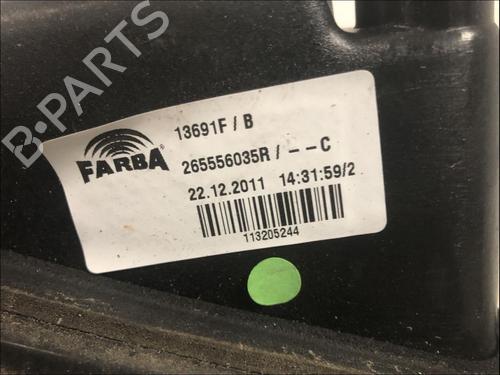 B-PARTS
FARBA
13691F / B
265556035R / --C
22.12.2011 14:31:59/2
113205244